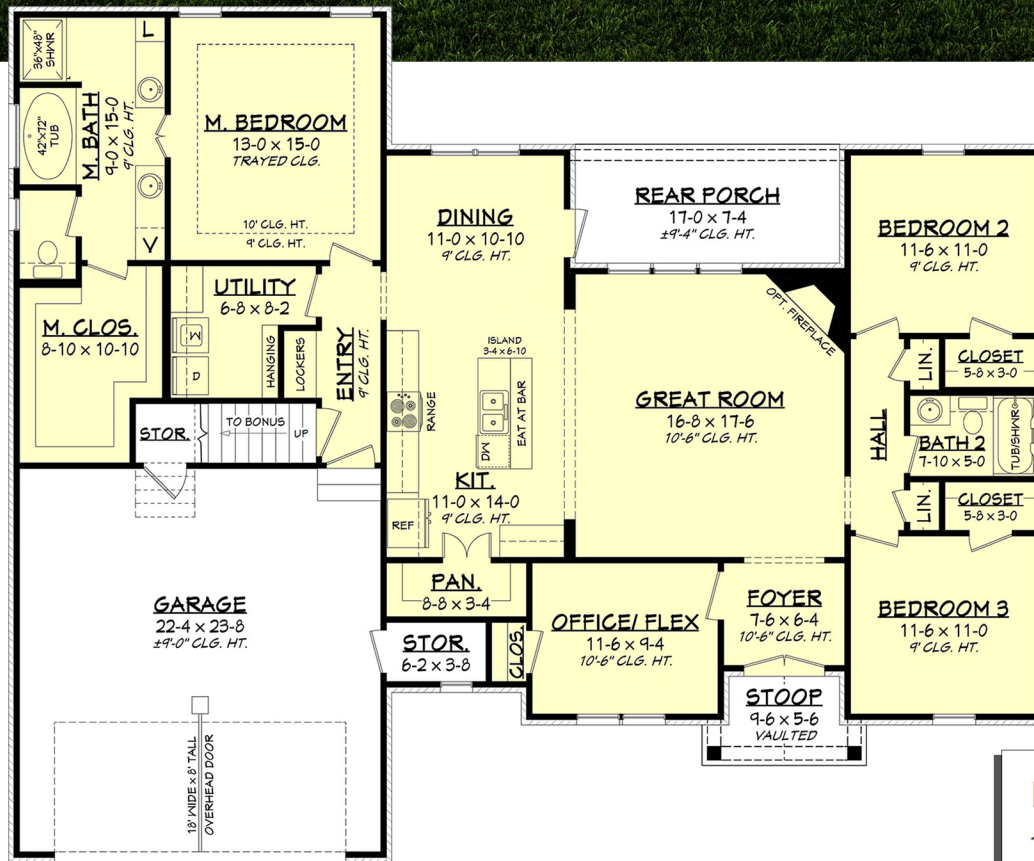 36"x48"
SHWR
L
42"x72"
TUB
M. BATH
9-0 x 15-0
9' CLG. HT.
V
M. BEDROOM
13-0 x 15-0
TRAYED CLG.
10' CLG. HT.
9' CLG. HT.
M. CLOS.
8-10 x 10-10
UTILITY
6-8 x 8-2
W
D
HANGING
LOCKERS
ENTRY
9' CLG. HT.
STOR.
TO BONUS
UP
DINING
11-0 x 10-10
9' CLG. HT.
ISLAND
3-4 x 6-10
RANGE
EAT AT BAR
DW
KIT.
11-0 x 14-0
9' CLG. HT.
REF
PAN.
8-8 x 3-4
REAR PORCH
17-0 x 7-4
±9'-4" CLG. HT.
OPT. FIREPLACE
GREAT ROOM
16-8 x 17-6
10'-6" CLG. HT.
BEDROOM 2
11-6 x 11-0
9' CLG. HT.
LIN.
CLOSET
5-8 x 3-0
HALL
BATH 2
7-10 x 5-0
TUB/SHWR
LIN.
CLOSET
5-8 x 3-0
BEDROOM 3
11-6 x 11-0
9' CLG. HT.
GARAGE
22-4 x 23-8
±9'-0" CLG. HT.
18' WIDE x 8' TALL
OVERHEAD DOOR
STOR.
6-2 x 3-8
CLOS.
OFFICE/ FLEX
11-6 x 9-4
10'-6" CLG. HT.
FOYER
7-6 x 6-4
10'-6" CLG. HT.
STOOP
9-6 x 5-6
VAULTED